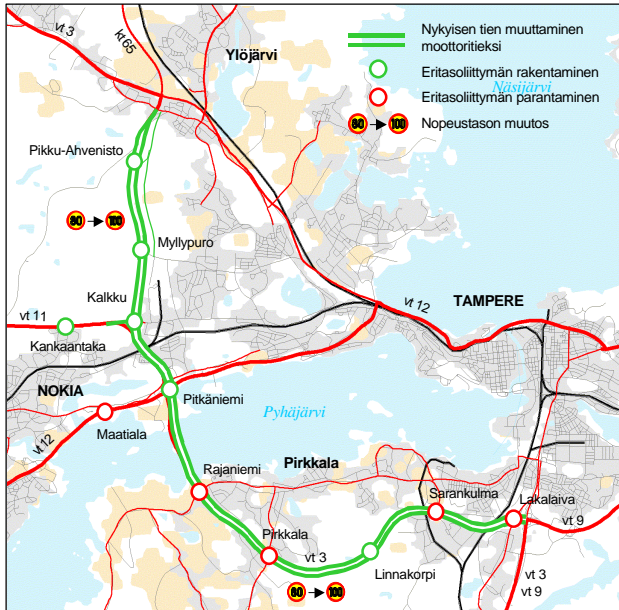 vt 3
kt 65
Ylöjärvi
Nykyisen tien muuttaminen
moottoritieksi
Eritasoliittymän rakentaminen
Näsijärvi
Eritasoliittymän parantaminen
80 → 100 Nopeustason muutos
Pikku-Ahvenisto
80 → 100
Myllypuro
Kalkku
vt 11
Kankaantaka
vt 12
TAMPERE
NOKIA
Pitkäniemi
Maatiala
vt 12
Pyhäjärvi
Rajaniemi
Pirkkala
Sarankulma
Lakalaiva
vt 9
Pirkkala
vt 3
Linnakorpi
80 → 100
vt 3
vt 9